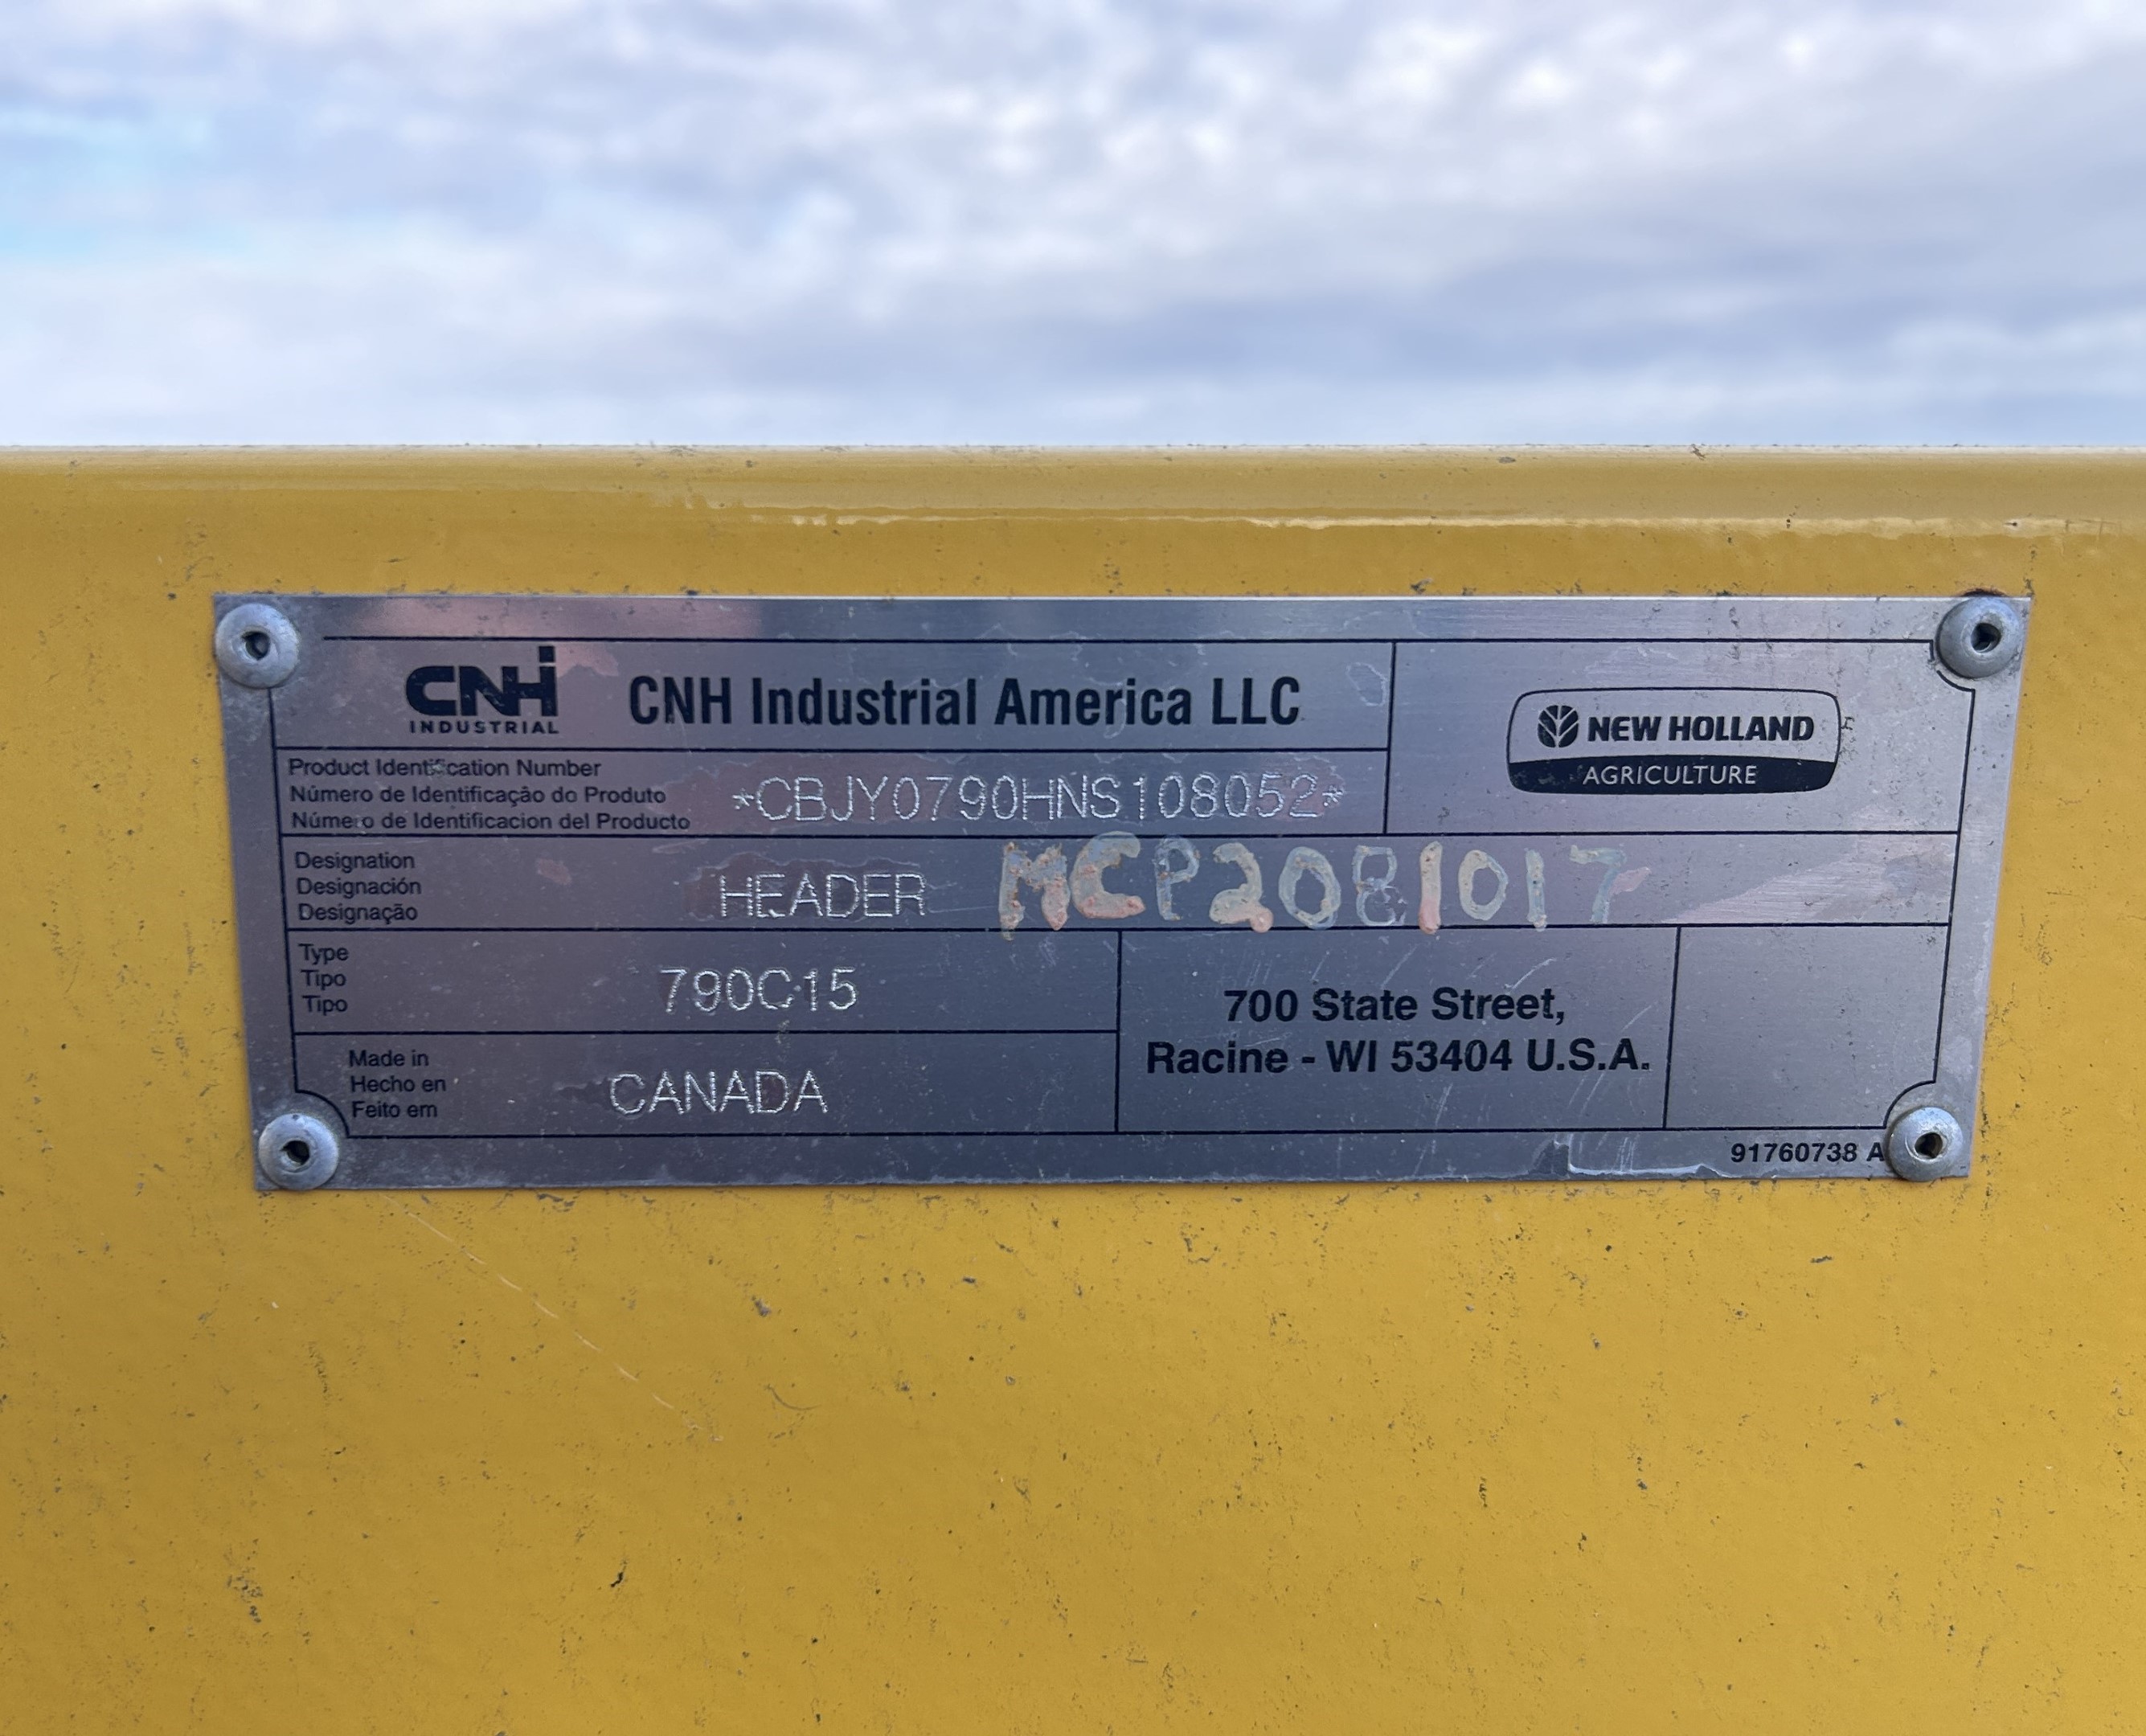 CNH INDUSTRIAL
CNH Industrial America LLC
NEW HOLLAND
AGRICULTURE
Product Identification Number
Número de Identificação do Produto
Número de Identificacion del Producto
*CBJY0790HNS108052*
Designation
Designación
Designação
HEADER
MCP2081017
Type
Tipo
Tipo
790C15
700 State Street,
Racine - WI 53404 U.S.A.
Made in
Hecho en
Feito em
CANADA
91760738 A